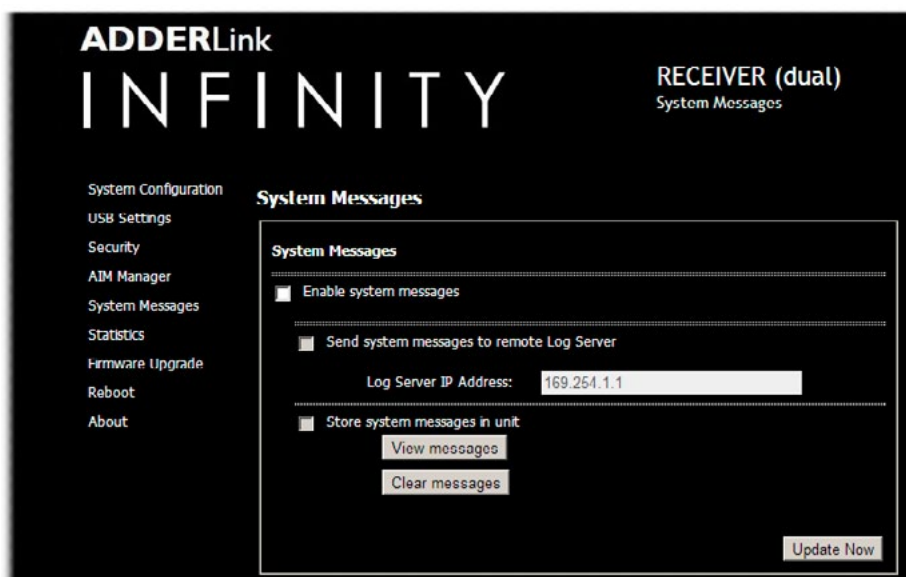 ADDERLink
INFINITY
RECEIVER (dual)
System Messages
System Configuration
USB Settings
Security
AIM Manager
System Messages
Statistics
Firmware Upgrade
Reboot
About
System Messages
System Messages
Enable system messages
Send system messages to remote Log Server
Log Server IP Address: 169.254.1.1
Store system messages in unit
View messages
Clear messages
Update Now